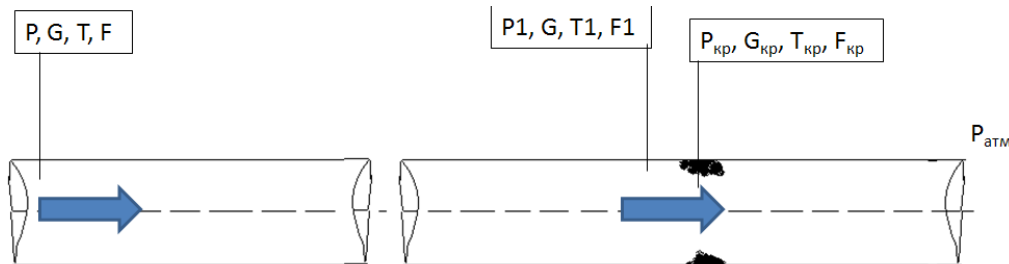 P, G, T, F
P1, G, T1, F1
Pкр, Gкр, Tкр, Fкр
Pатм